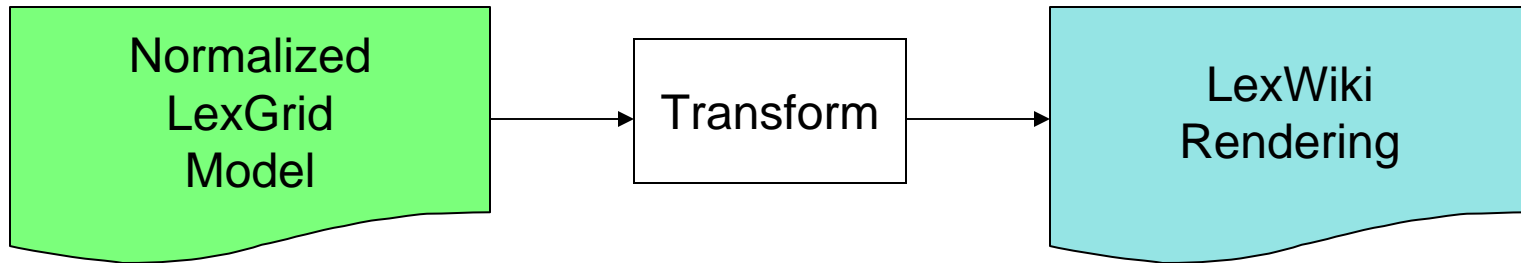 Normalized
LexGrid
Model
Transform
LexWiki
Rendering